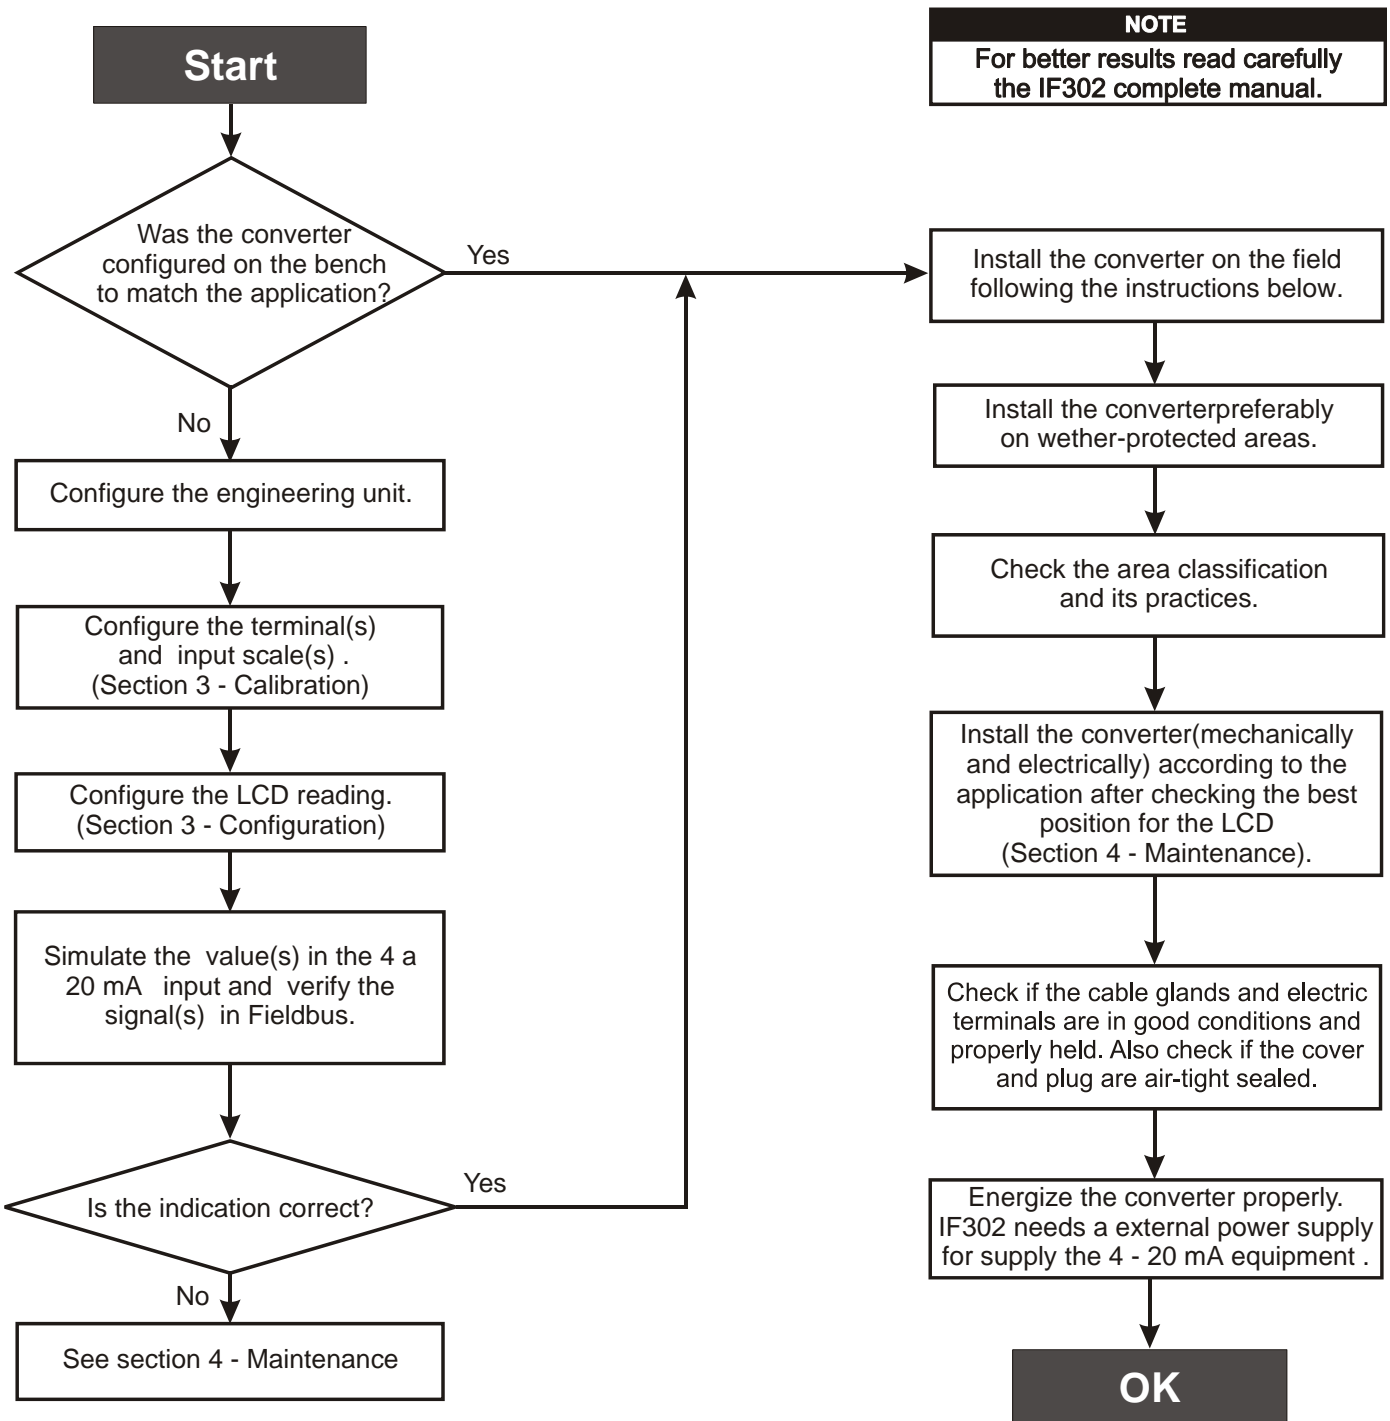 Start
NOTE
For better results read carefully
the IF302 complete manual.
Was the converter
configured on the bench
to match the application?
Yes
No
Configure the engineering unit.
Configure the terminal(s)
and input scale(s) .
(Section 3 - Calibration)
Configure the LCD reading.
(Section 3 - Configuration)
Simulate the value(s) in the 4 a
20 mA input and verify the
signal(s) in Fieldbus.
Is the indication correct?
Yes
No
See section 4 - Maintenance
Install the converter on the field
following the instructions below.
Install the converterpreferably
on wether-protected areas.
Check the area classification
and its practices.
Install the converter(mechanically
and electrically) according to the
application after checking the best
position for the LCD
(Section 4 - Maintenance).
Check if the cable glands and electric
terminals are in good conditions and
properly held. Also check if the cover
and plug are air-tight sealed.
Energize the converter properly.
IF302 needs a external power supply
for supply the 4 - 20 mA equipment .
OK